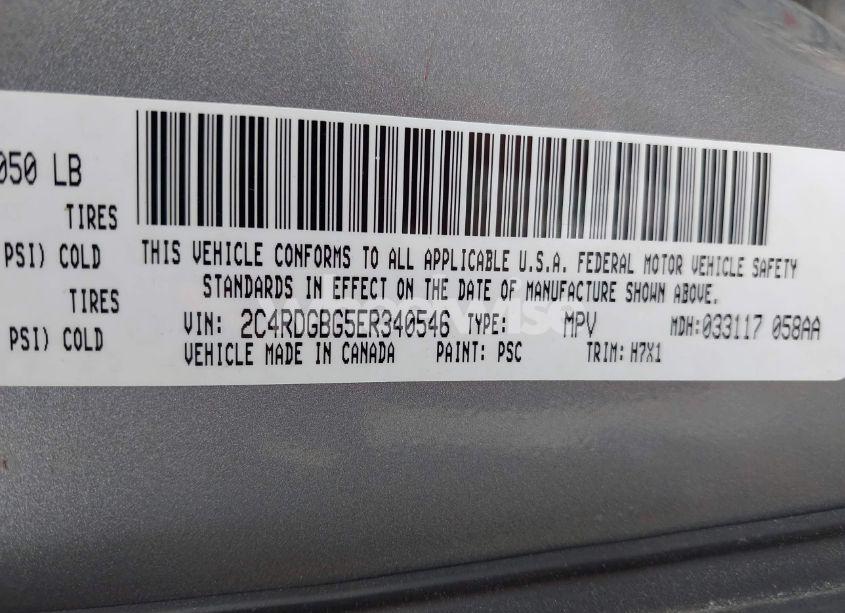 050 LB
TIRES
PSI) COLD
TIRES
PSI) COLD
THIS VEHICLE CONFORMS TO ALL APPLICABLE U.S.A. FEDERAL MOTOR VEHICLE SAFETY
STANDARDS IN EFFECT ON THE DATE OF MANUFACTURE SHOWN ABOVE.
VIN: 2C4RDGBG5ER340546 TYPE: MPV MDH:033117 058AA
VEHICLE MADE IN CANADA PAINT: PSC TRIM: H7X1